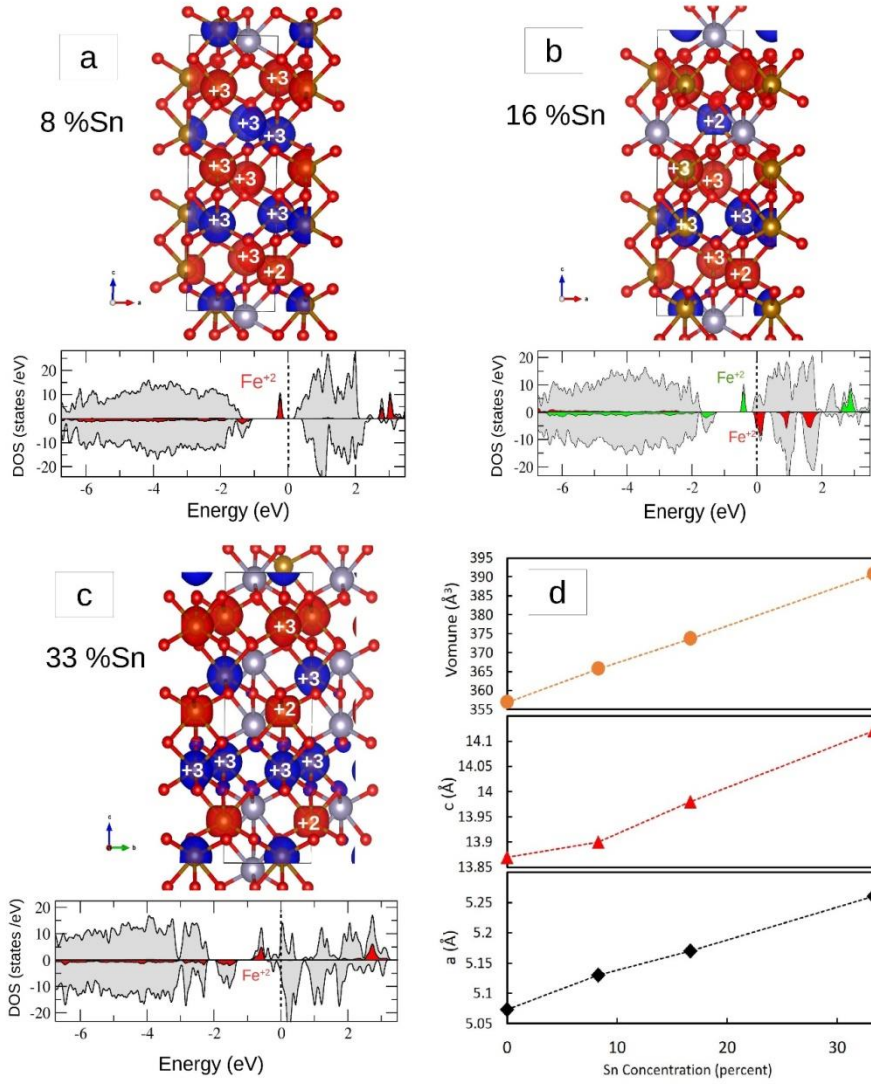 a
8 %Sn
+3 +3
+3 +3
+3 +3
+3 +3
+3 +2
c
a
DOS (states /eV)
20
10
0
10
20
Fe+2
-6 -4 -2 0 2
Energy (eV)
b
16 %Sn
+2
+3 +3
+3 +3
+3 +2
c
a
DOS (states /eV)
20
10
0
10
20
Fe+2
Fe+2
-6 -4 -2 0 2
Energy (eV)
c
33 %Sn
+3
+3
+2
+3 +3 +3 +3
+2
c
b
DOS (states /eV)
20
10
0
10
20
Fe+2
-6 -4 -2 0 2
Energy (eV)
d
Vomune (Å³)
395
390
385
380
375
370
365
360
355
c (Å)
14.1
14.05
14
13.95
13.9
13.85
a (Å)
5.25
5.2
5.15
5.1
5.05
0 10 20 30
Sn Concentration (percent)